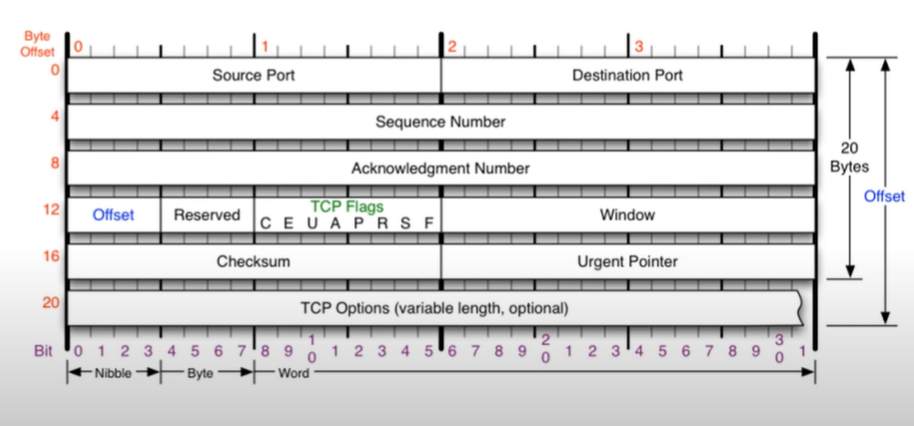 Byte
Offset
0 1 2 3
0 Source Port Destination Port
4 Sequence Number
8 Acknowledgment Number
20
Bytes
Offset
12 Offset Reserved TCP Flags Window
C E U A P R S F
16 Checksum Urgent Pointer
20 TCP Options (variable length, optional)
Bit 0 1 2 3 4 5 6 7 8 9 1 0 1 2 3 4 5 6 7 8 9 2 0 1 2 3 4 5 6 7 8 9 3 0 1
Nibble Byte Word